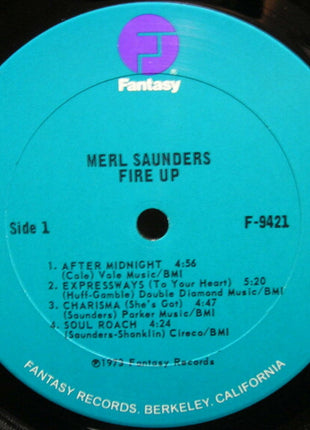 Fantasy®
MERL SAUNDERS
FIRE UP
Side 1 F-9421
1. AFTER MIDNIGHT 4:56
(Cale) Vale Music/BMI
2. EXPRESSWAYS (To Your Heart) 5:20
(Huff-Gamble) Double Diamond Music/BMI
3. CHARISMA (She's Got) 4:47
(Saunders) Parker Music/BMI
4. SOUL ROACH 4:24
(Saunders-Shanklin) Cireco/BMI
℗1973 Fantasy Records
FANTASY RECORDS, BERKELEY, CALIFORNIA